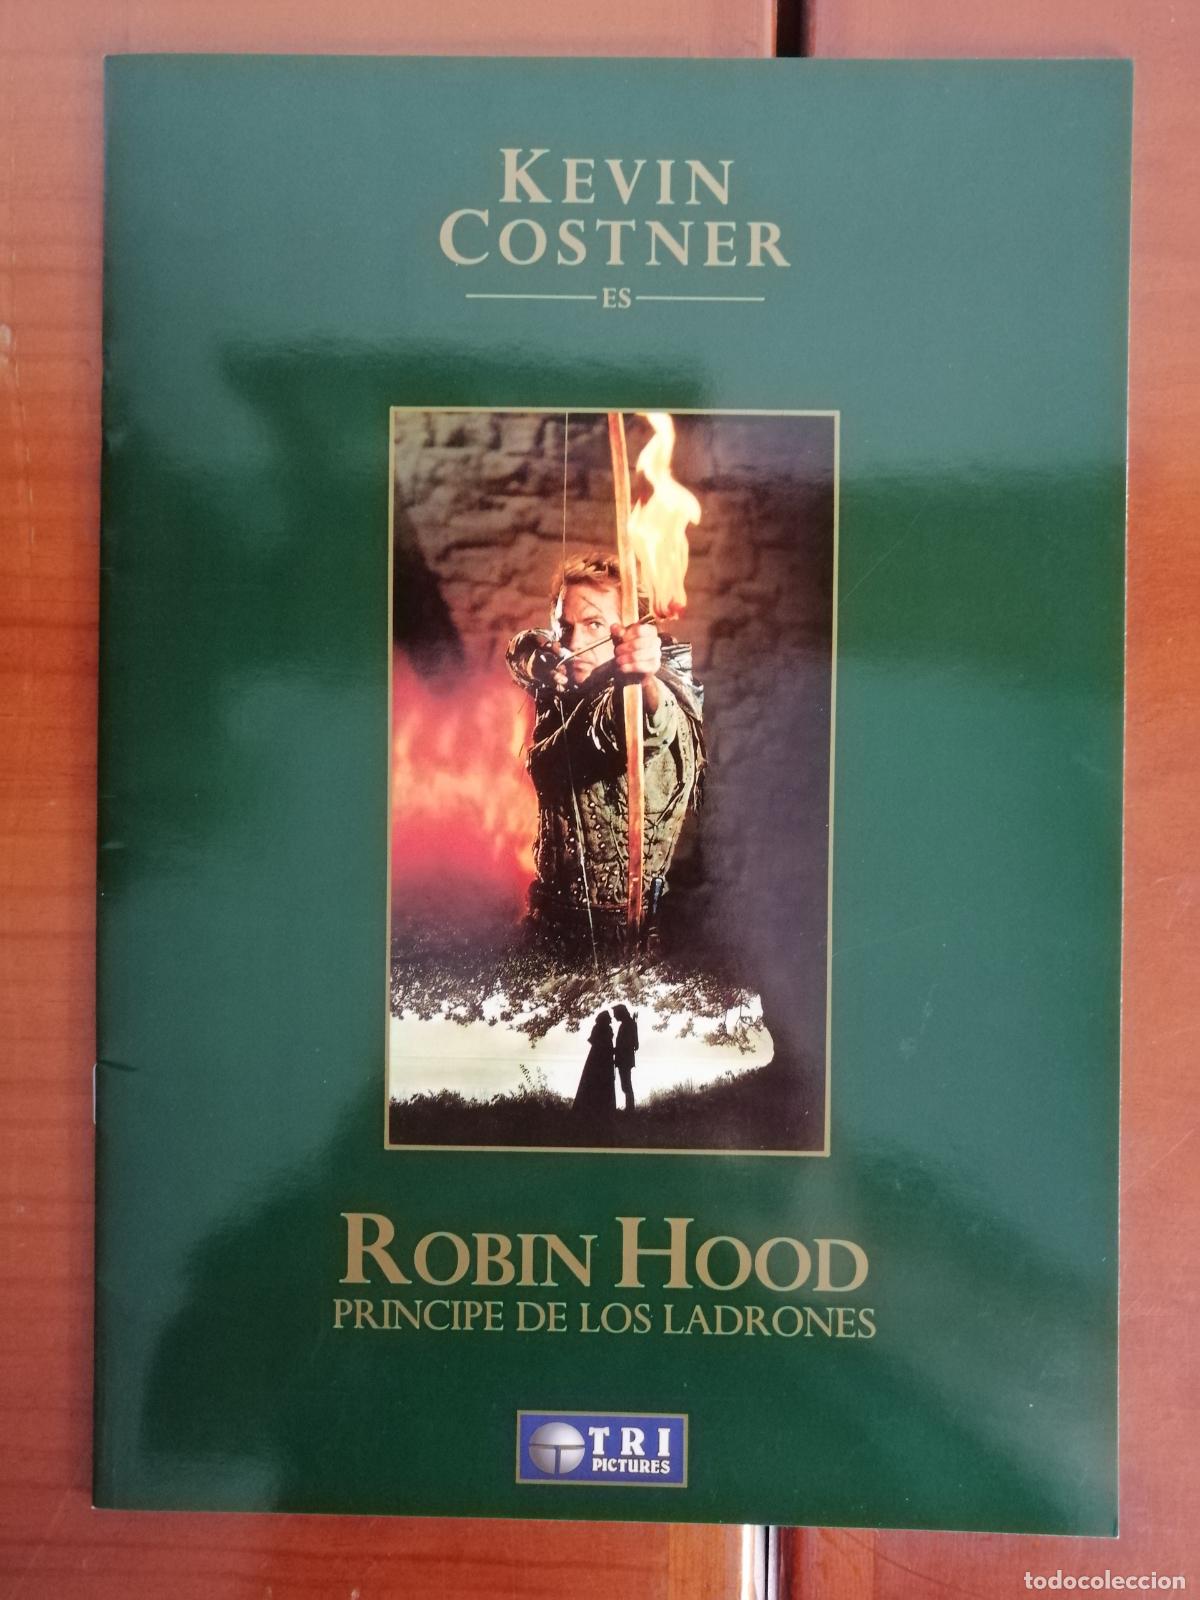 KEVIN
COSTNER
ES
ROBIN HOOD
PRINCIPE DE LOS LADRONES
TRI
PICTURES
todocoleccion